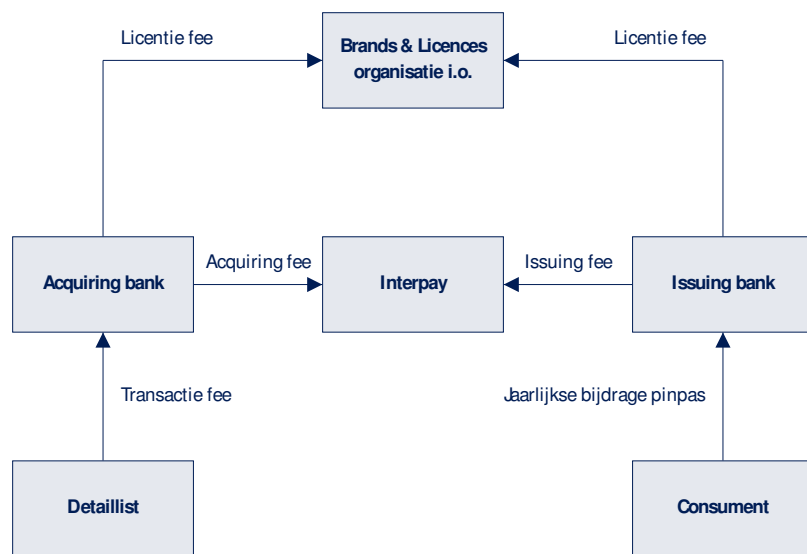 Licentie fee
Brands & Licences
organisatie i.o.
Licentie fee
Acquiring bank
Acquiring fee
Interpay
Issuing fee
Issuing bank
Transactie fee
Jaarlijkse bijdrage pinpas
Detaillist
Consument